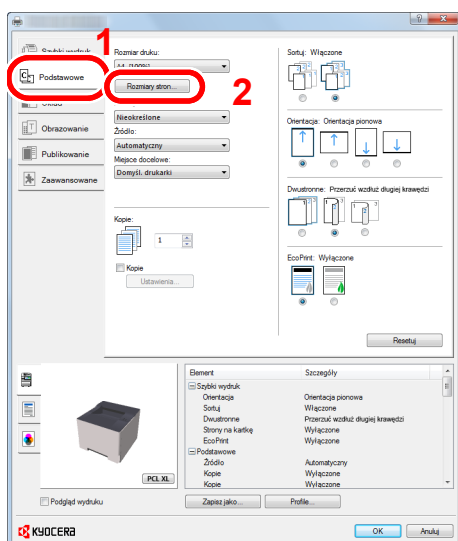 1
Szybki wydruk
Podstawowe
Obrazowanie
Publikowanie
Zaawansowane
Rozmiar druku:
A4 [100%]
Rozmiary stron...
2
Nieokreślone
Źródło:
Automatyczny
Miejsce docelowe:
Domyśl. drukarki
Kopie:
1
Kopie
Ustawienia...
Sortuj: Włączone
Orientacja: Orientacja pionowa
Dwustronne: Przerzuć wzdłuż długiej krawędzi
EcoPrint: Wyłączone
Resetuj
Element Szczegóły
Szybki wydruk
Orientacja Orientacja pionowa
Sortuj Włączone
Dwustronne Przerzuć wzdłuż długiej krawędzi
Strony na kartkę Wyłączone
EcoPrint Wyłączone
Podstawowe
Źródło Automatyczny
Kopie Wyłączone
Kopie Wyłączone
PCL XL
Podgląd wydruku
Zapisz jako...
Profile...
KYOCERA
OK
Anuluj